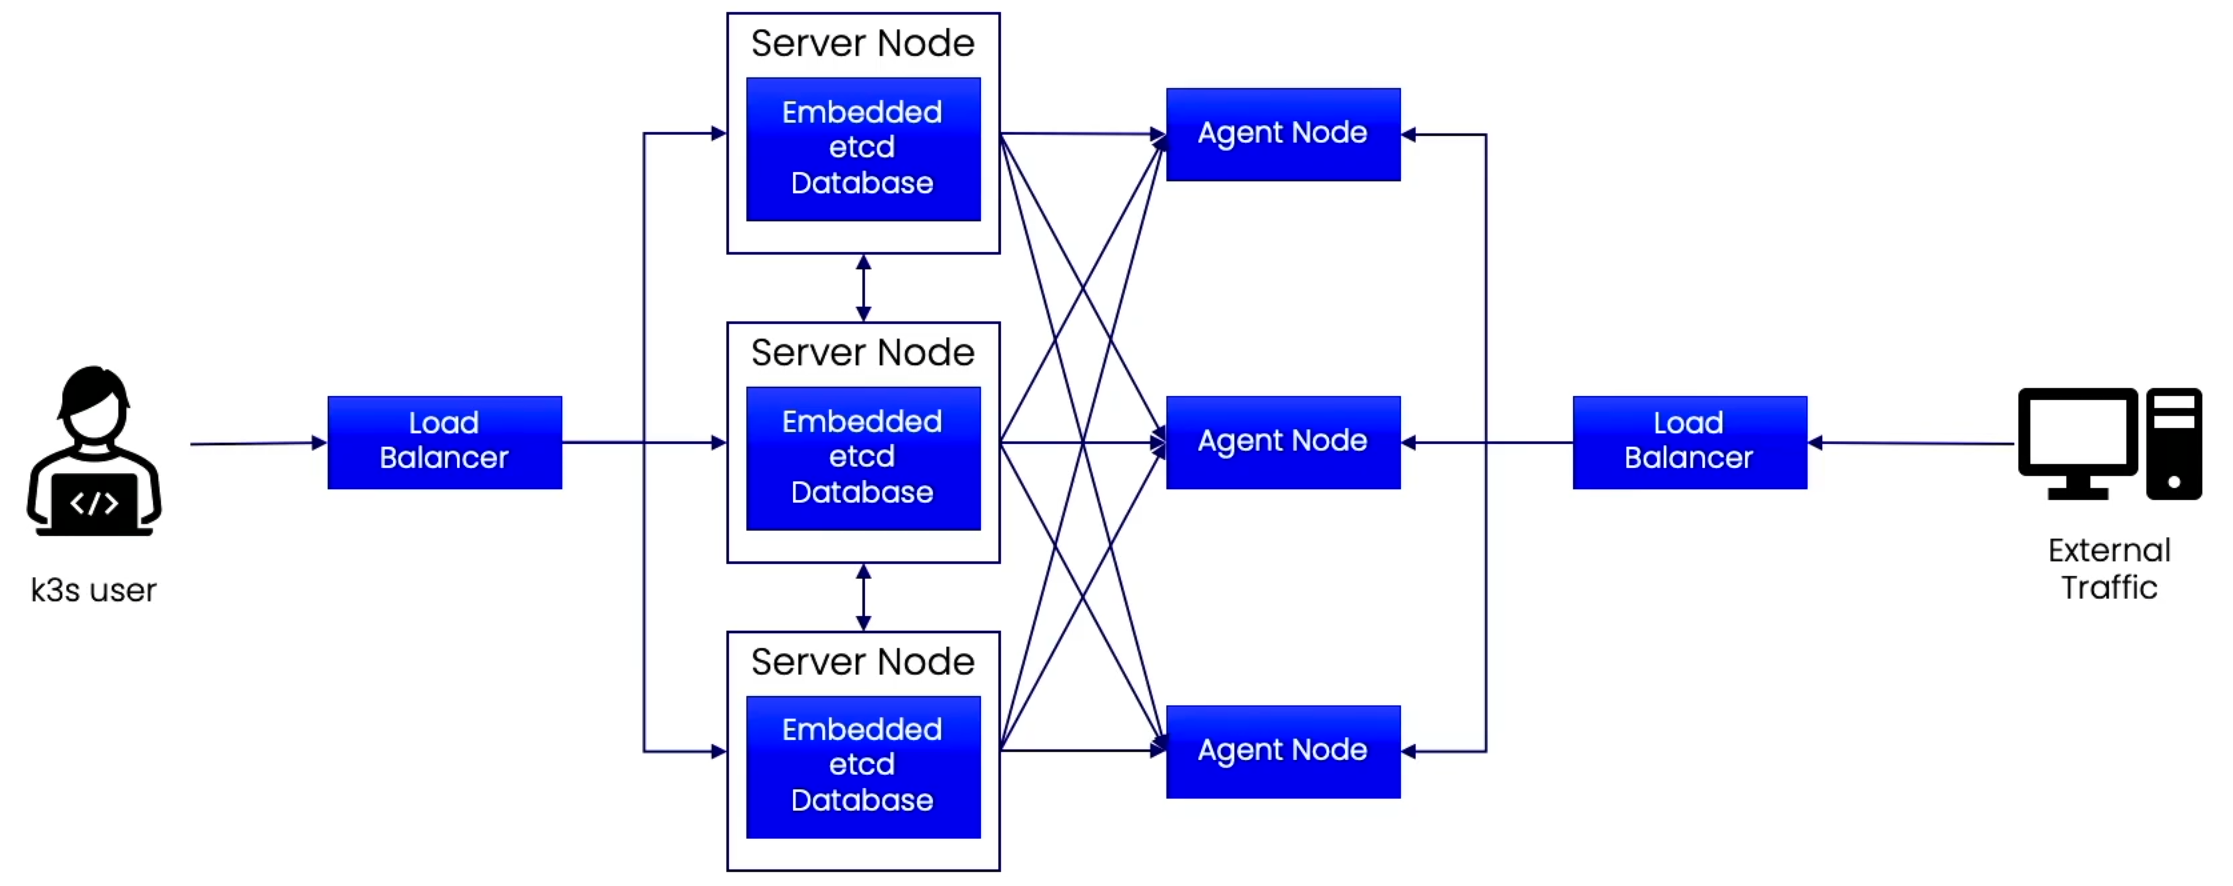 Server Node
Embedded
etcd
Database
Agent Node
Server Node
Embedded
etcd
Database
Load
Balancer
Agent Node
Load
Balancer
</>
k3s user
External
Traffic
Server Node
Embedded
etcd
Database
Agent Node